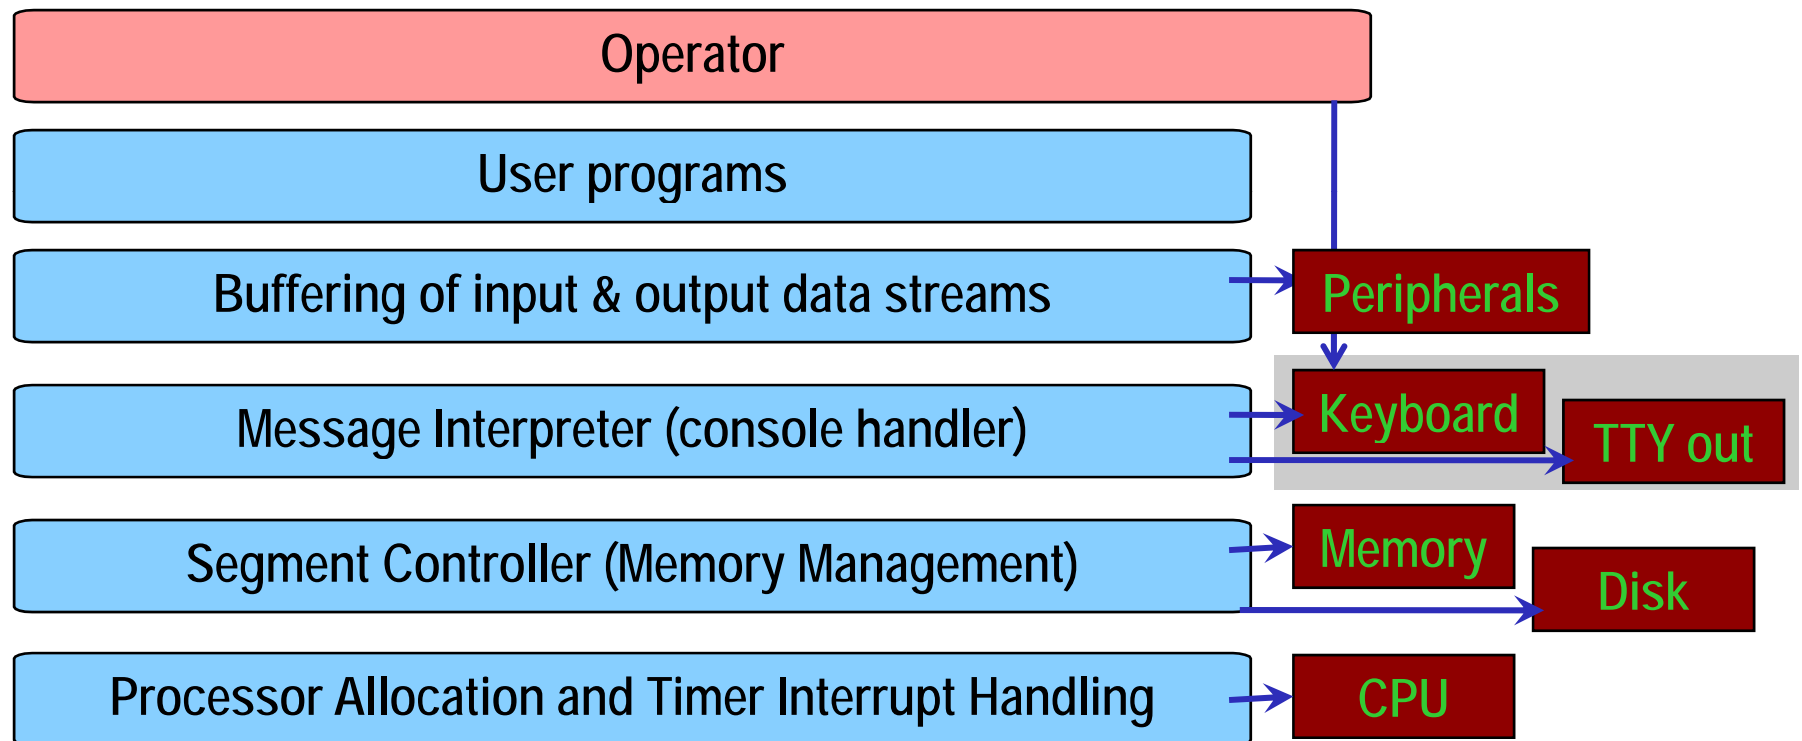 Operator
User programs
Buffering of input & output data streams
Peripherals
Message Interpreter (console handler)
Keyboard
TTY out
Segment Controller (Memory Management)
Memory
Disk
Processor Allocation and Timer Interrupt Handling
CPU